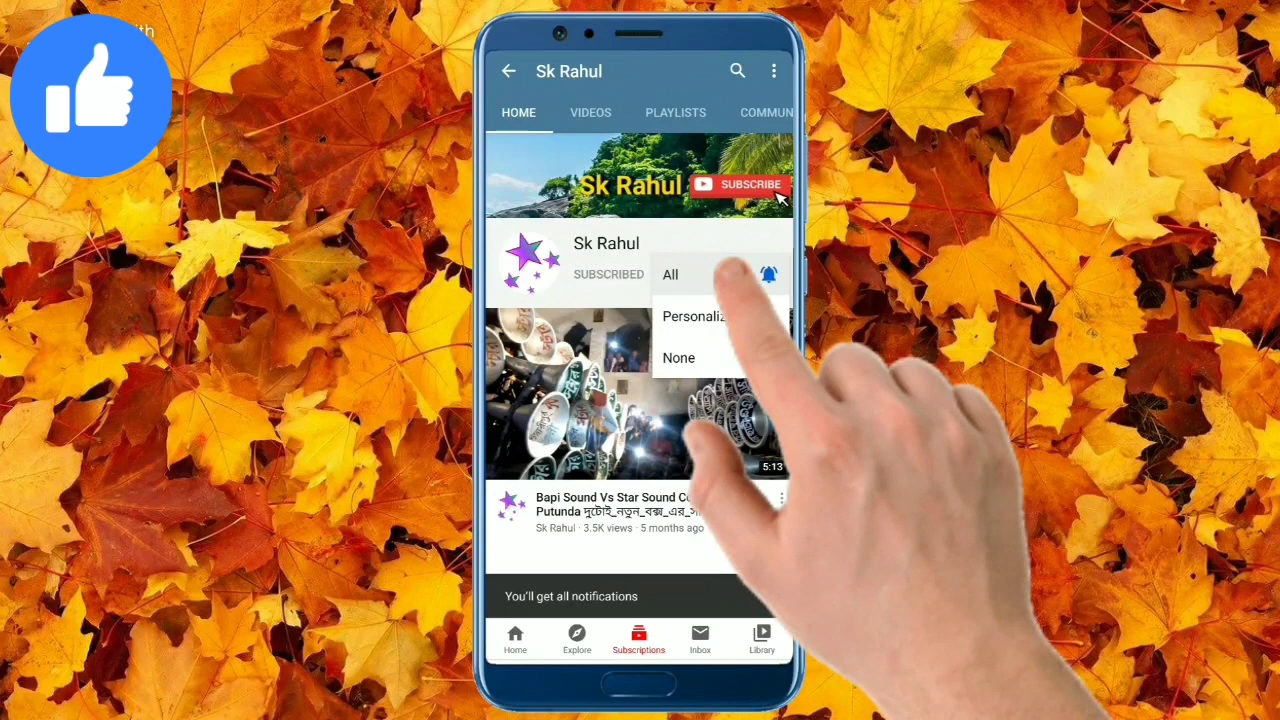 Sk Rahul
HOME VIDEOS PLAYLISTS COMMUN
Sk Rahul SUBSCRIBE
Sk Rahul
SUBSCRIBED
All
Personaliz
None
5:13
Bapi Sound Vs Star Sound Co
Putunda দুটোই_নতুন_বক্স_এর_স
Sk Rahul · 3.5K views · 5 months ago
You'll get all notifications
Home Explore Subscriptions Inbox Library